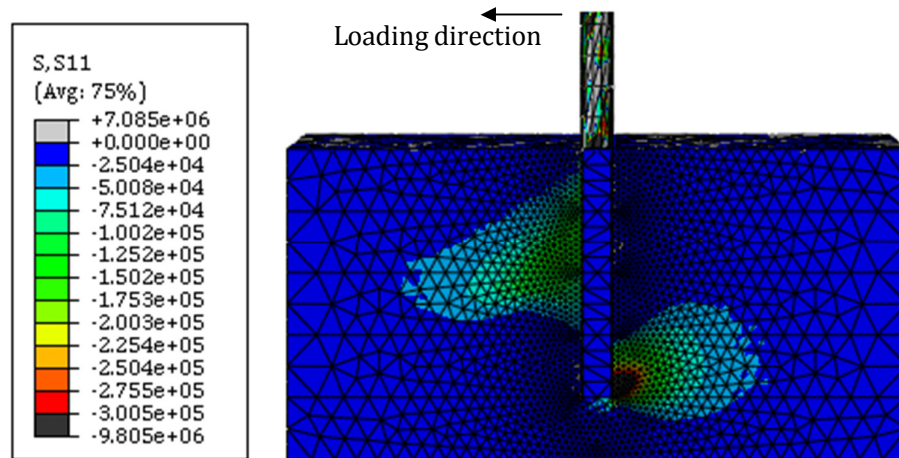 Loading direction
S,S11
(Avg: 75%)
+7.085e+06
+0.000e+00
-2.504e+04
-5.008e+04
-7.512e+04
-1.002e+05
-1.252e+05
-1.502e+05
-1.753e+05
-2.003e+05
-2.254e+05
-2.504e+05
-2.755e+05
-3.005e+05
-9.805e+06